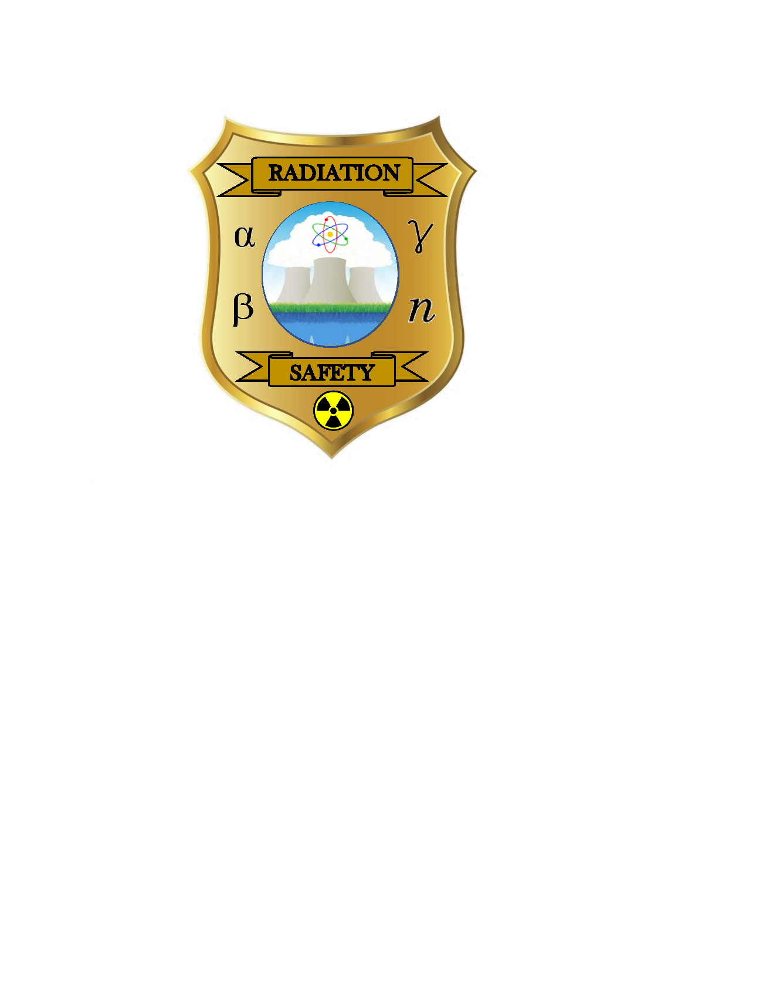 RADIATION
α γ
β n
SAFETY